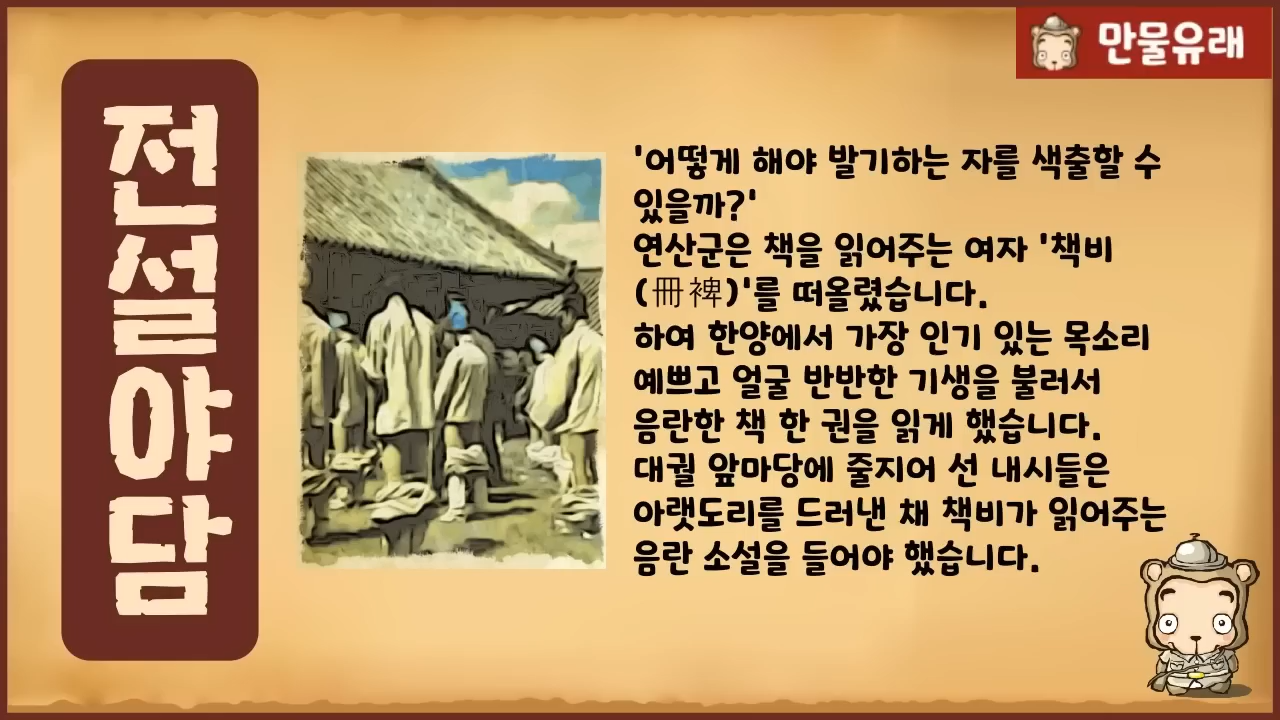 만물유래
전설야담
'어떻게 해야 발기하는 자를 색출할 수
있을까?'
연산군은 책을 읽어주는 여자 '책비
(冊裨)'를 떠올렸습니다.
하여 한양에서 가장 인기 있는 목소리
예쁘고 얼굴 반반한 기생을 불러서
음란한 책 한 권을 읽게 했습니다.
대궐 앞마당에 줄지어 선 내시들은
아랫도리를 드러낸 채 책비가 읽어주는
음란 소설을 들어야 했습니다.